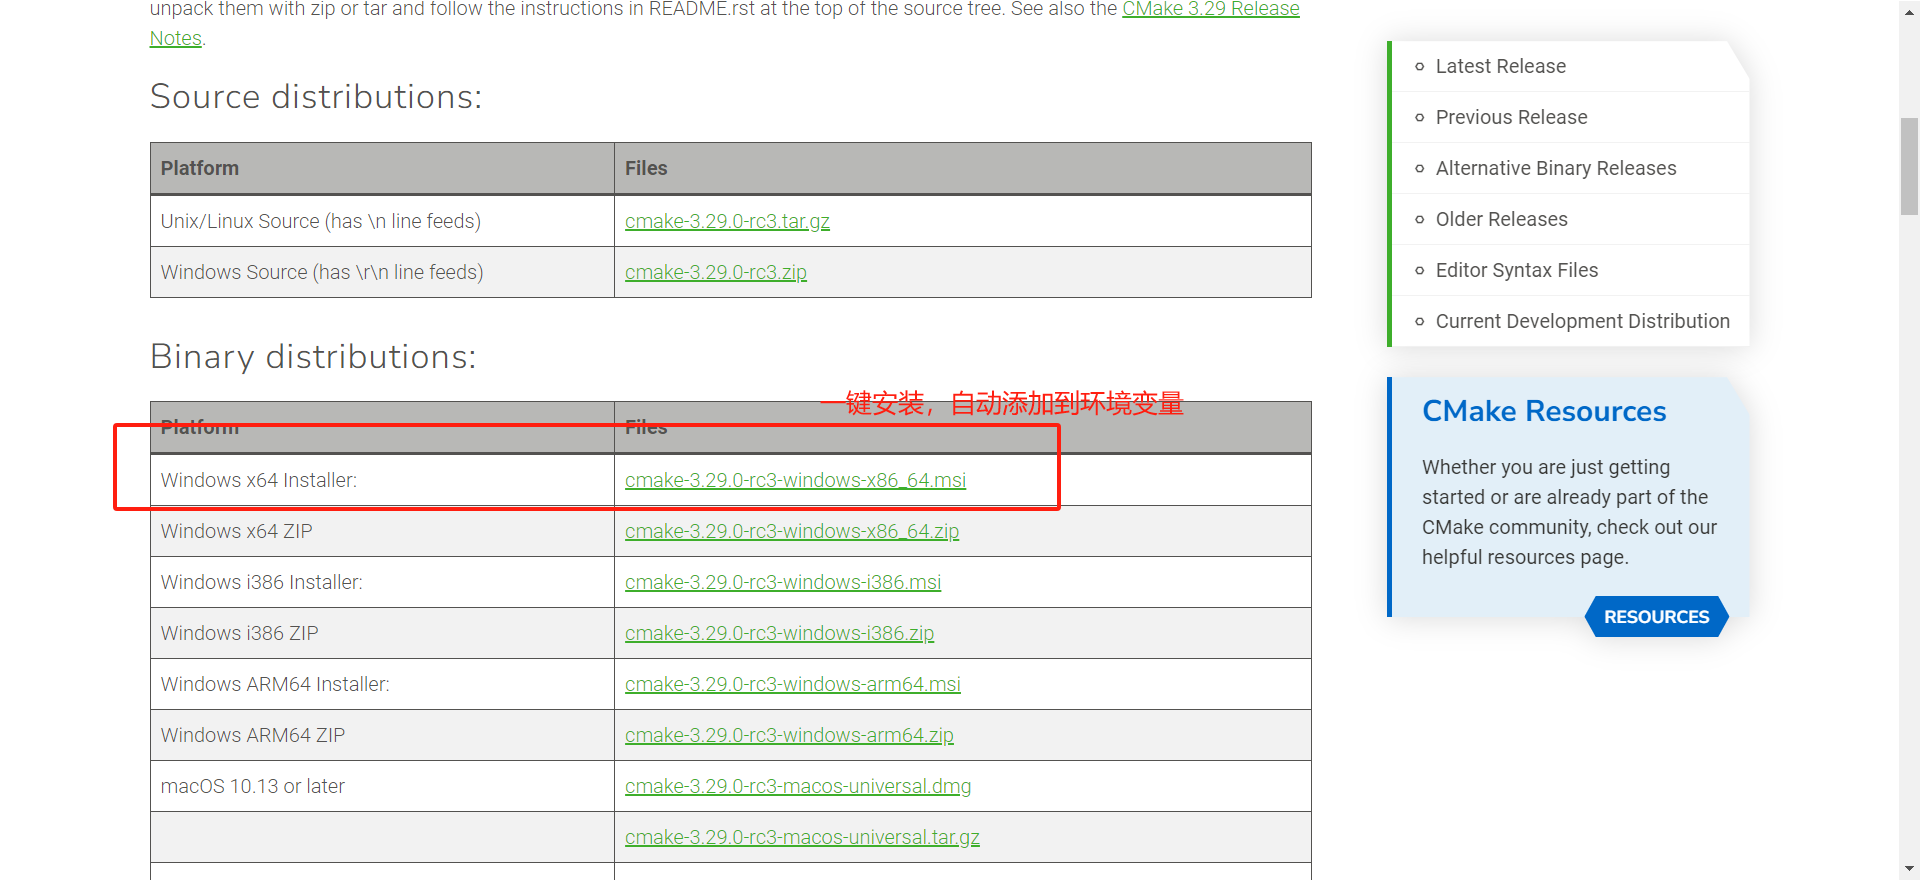 unpack them with zip or tar and follow the instructions in README.rst at the top of the source tree. See also the CMake 3.29 Release
Notes.
Source distributions:
Platform Files
Unix/Linux Source (has \n line feeds) cmake-3.29.0-rc3.tar.gz
Windows Source (has \r\n line feeds) cmake-3.29.0-rc3.zip
Binary distributions:
一键安装，自动添加到环境变量
Platform Files
Windows x64 Installer: cmake-3.29.0-rc3-windows-x86_64.msi
Windows x64 ZIP cmake-3.29.0-rc3-windows-x86_64.zip
Windows i386 Installer: cmake-3.29.0-rc3-windows-i386.msi
Windows i386 ZIP cmake-3.29.0-rc3-windows-i386.zip
Windows ARM64 Installer: cmake-3.29.0-rc3-windows-arm64.msi
Windows ARM64 ZIP cmake-3.29.0-rc3-windows-arm64.zip
macOS 10.13 or later cmake-3.29.0-rc3-macos-universal.dmg
cmake-3.29.0-rc3-macos-universal.tar.gz
Latest Release
Previous Release
Alternative Binary Releases
Older Releases
Editor Syntax Files
Current Development Distribution
CMake Resources
Whether you are just getting
started or are already part of the
CMake community, check out our
helpful resources page.
RESOURCES